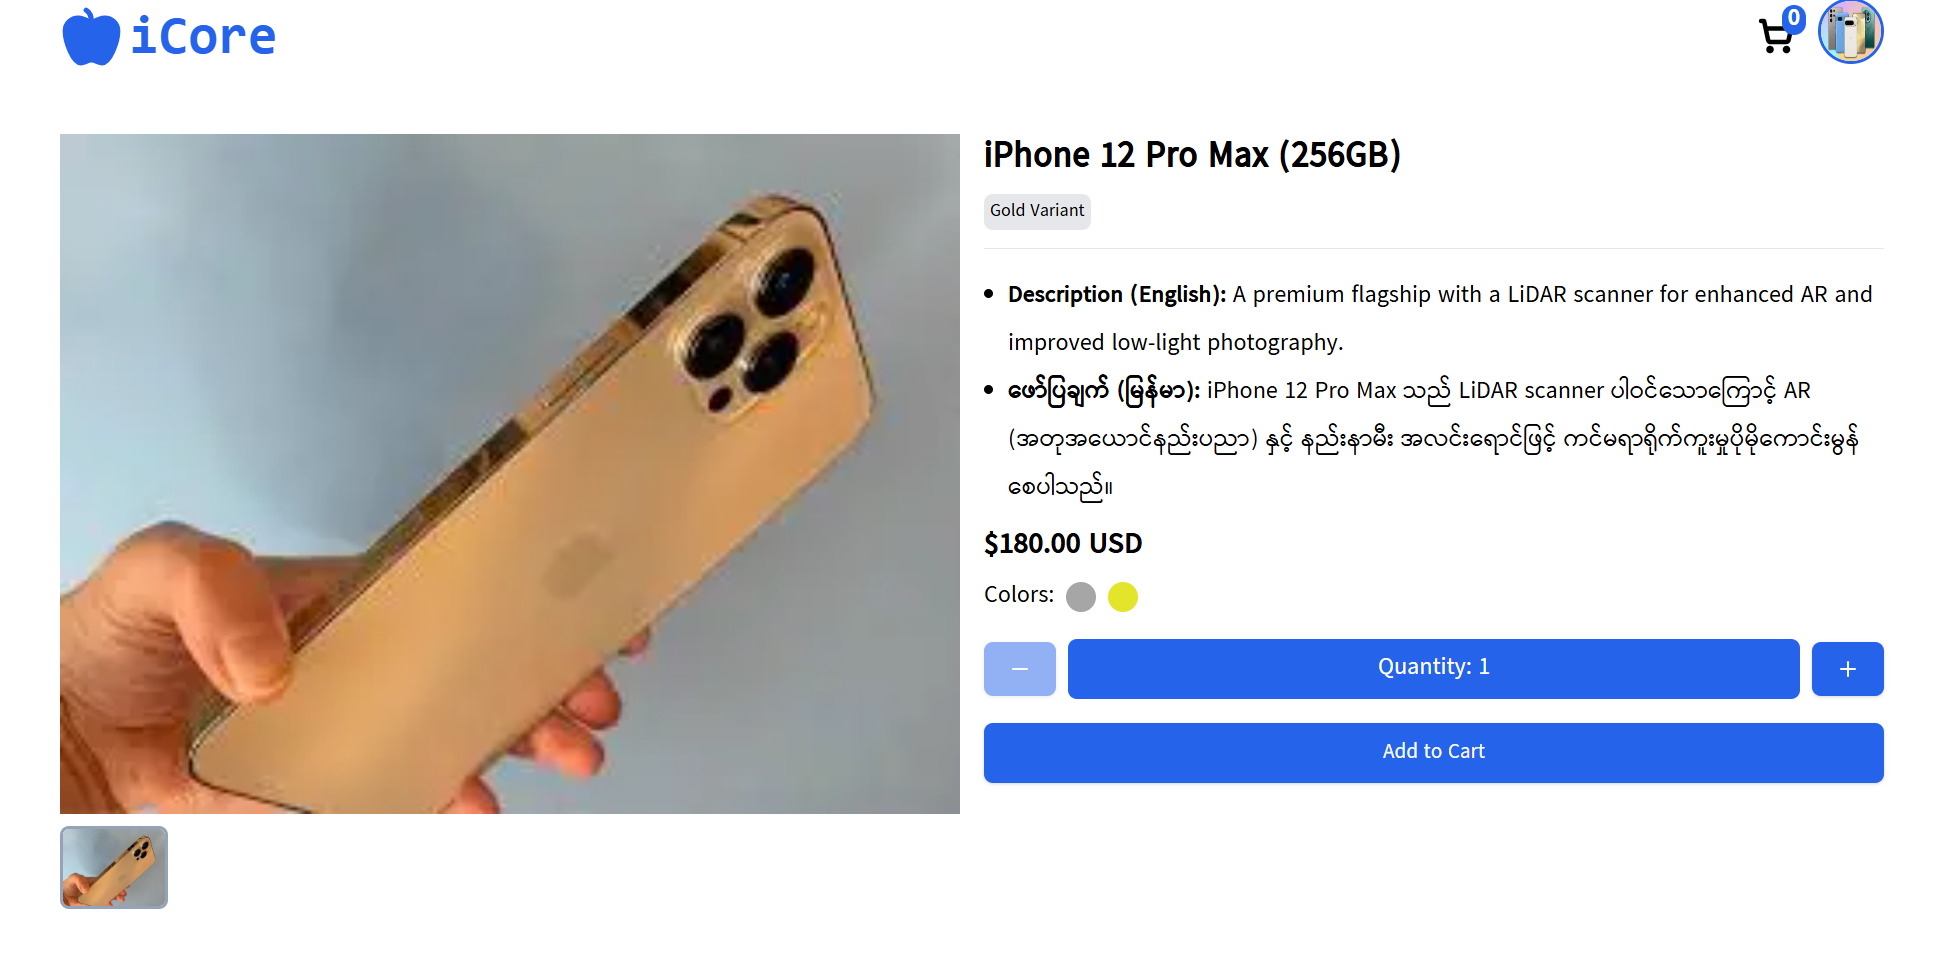 iCore
0
iPhone 12 Pro Max (256GB)
Gold Variant
Description (English): A premium flagship with a LiDAR scanner for enhanced AR and
improved low-light photography.
ဖော်ပြချက် (မြန်မာ): iPhone 12 Pro Max သည် LiDAR scanner ပါဝင်သောကြောင့် AR
(အတုအယောင်နည်းပညာ) နှင့် နည်းနာမီး အလင်းရောင်ဖြင့် ကင်မရာရိုက်ကူးမှုပိုမိုကောင်းမွန်
စေပါသည်။
$180.00 USD
Colors:
Quantity: 1
Add to Cart